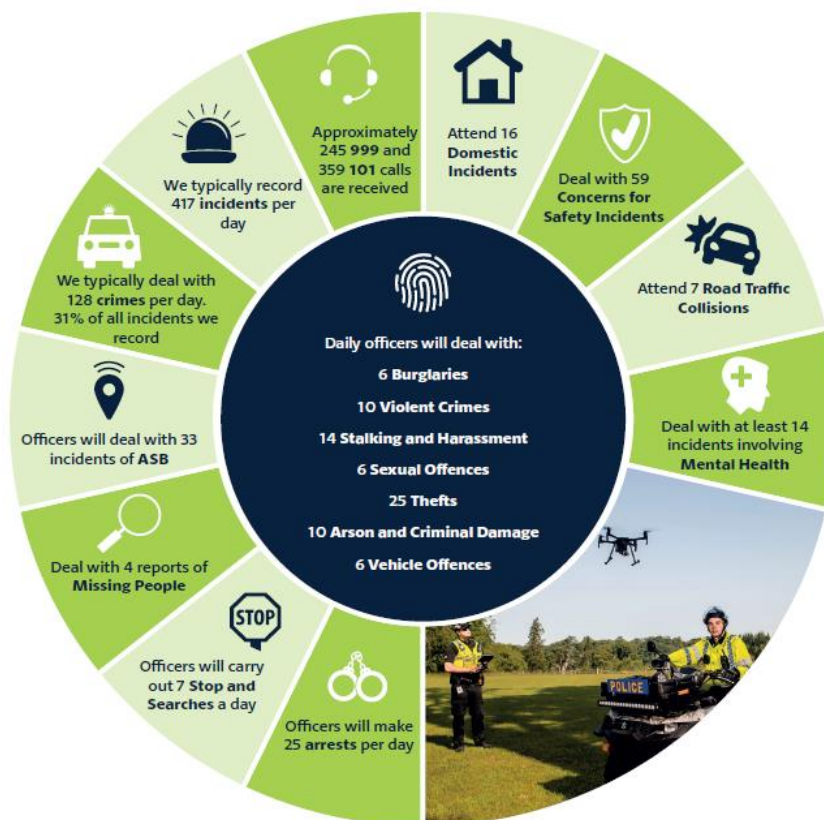 Approximately
245 999 and
359 101 calls
are received
Attend 16
Domestic
Incidents
Deal with 59
Concerns for
Safety Incidents
Attend 7 Road Traffic
Collisions
Deal with at least 14
incidents involving
Mental Health
POLICE
Officers will make
25 arrests per day
STOP
Officers will carry
out 7 Stop and
Searches a day
Deal with 4 reports of
Missing People
Officers will deal with 33
incidents of ASB
We typically deal with
128 crimes per day.
31% of all incidents we
record
We typically record
417 incidents per
day
Daily officers will deal with:
6 Burglaries
10 Violent Crimes
14 Stalking and Harassment
6 Sexual Offences
25 Thefts
10 Arson and Criminal Damage
6 Vehicle Offences